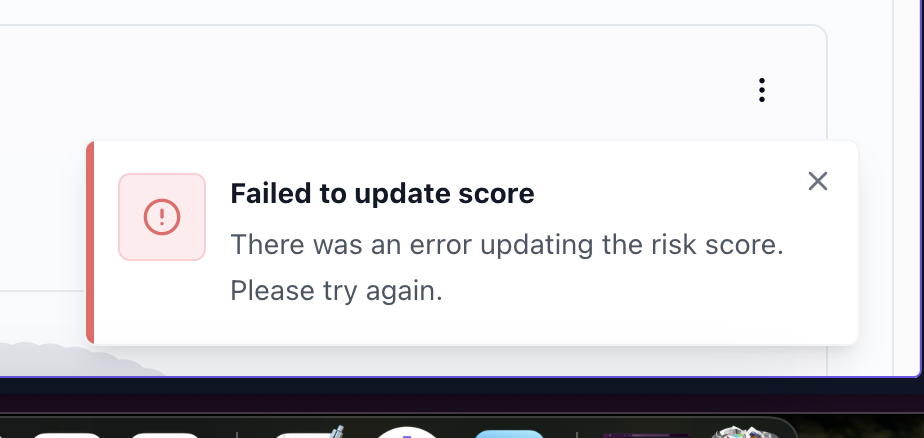 Failed to update score
There was an error updating the risk score.
Please try again.